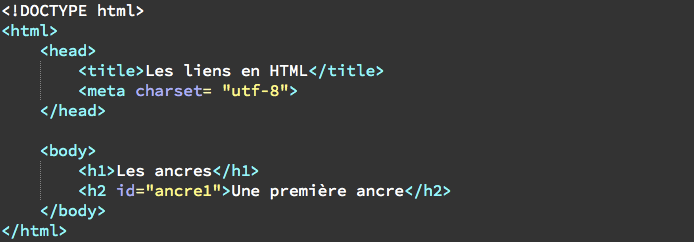 <!DOCTYPE html>
<html>
<head>
<title>Les liens en HTML</title>
<meta charset= "utf-8">
</head>
<body>
<h1>Les ancres</h1>
<h2 id="ancre1">Une première ancre</h2>
</body>
</html>